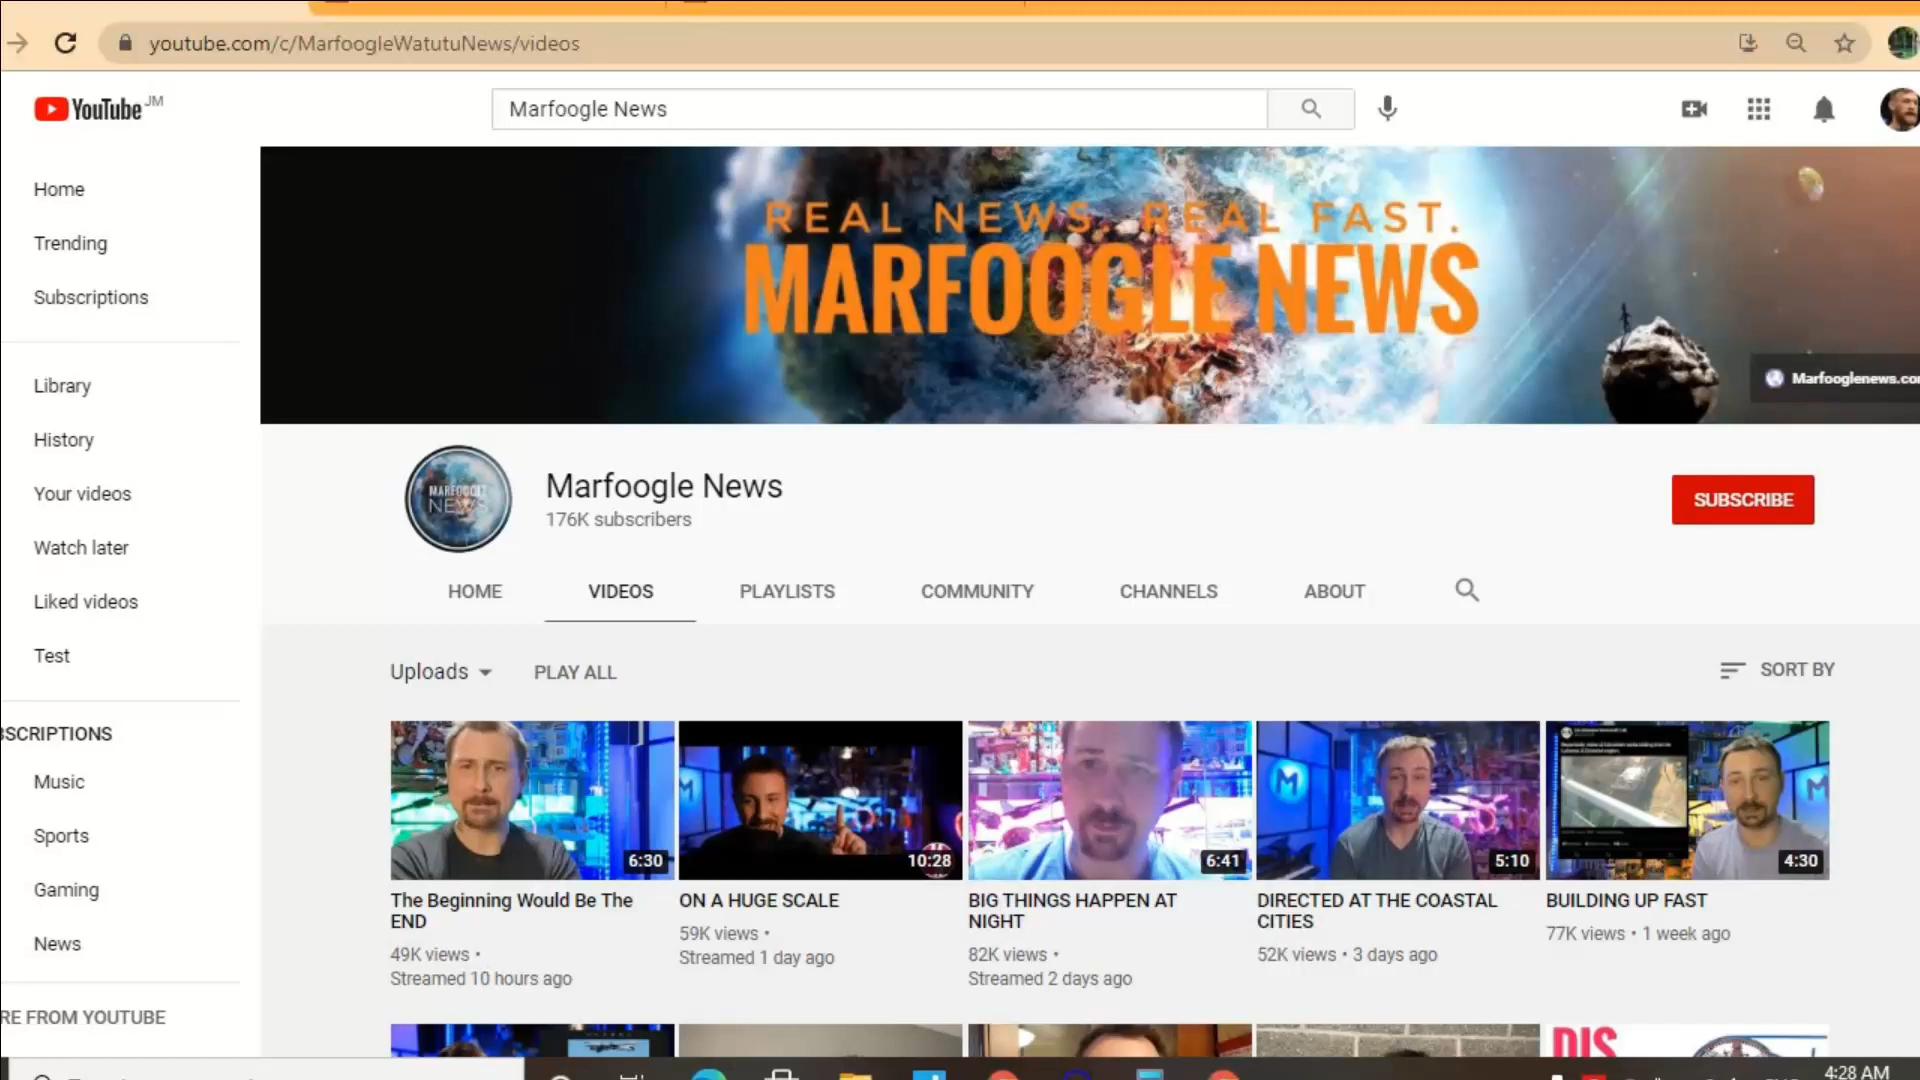 youtube.com/c/MarfoogleWatutuNews/videos
YouTube JM
Marfoogle News
Home
Trending
Subscriptions
Library
History
Your videos
Watch later
Liked videos
Test
BSCRIPTIONS
Music
Sports
Gaming
News
RE FROM YOUTUBE
REAL NEWS. REAL FAST.
MARFOOGLE NEWS
Marfooglenews.co
MARFOOGLE
NEWS
Marfoogle News
176K subscribers
SUBSCRIBE
HOME VIDEOS PLAYLISTS COMMUNITY CHANNELS ABOUT
Uploads PLAY ALL SORT BY
M
6:30 10:28 6:41 5:10 4:30
The Beginning Would Be The
END
49K views •
Streamed 10 hours ago
ON A HUGE SCALE
59K views •
Streamed 1 day ago
BIG THINGS HAPPEN AT
NIGHT
82K views •
Streamed 2 days ago
DIRECTED AT THE COASTAL
CITIES
52K views • 3 days ago
BUILDING UP FAST
77K views • 1 week ago
DIS
4:28 AM